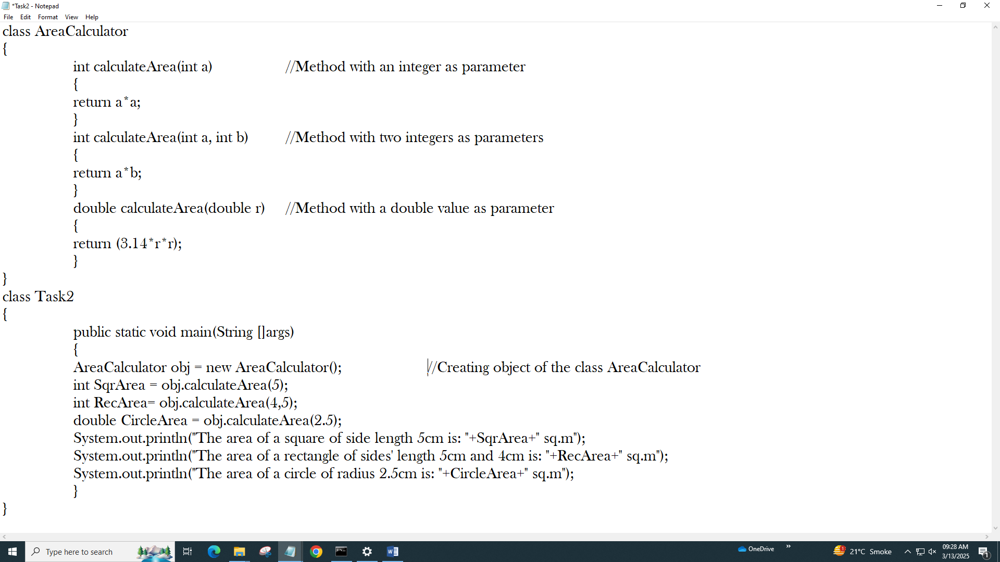 *Task2 - Notepad
File Edit Format View Help
class AreaCalculator
{
int calculateArea(int a) //Method with an integer as parameter
{
return a*a;
}
int calculateArea(int a, int b) //Method with two integers as parameters
{
return a*b;
}
double calculateArea(double r) //Method with a double value as parameter
{
return (3.14*r*r);
}
}
class Task2
{
public static void main(String []args)
{
AreaCalculator obj = new AreaCalculator(); //Creating object of the class AreaCalculator
int SqrArea = obj.calculateArea(5);
int RecArea= obj.calculateArea(4,5);
double CircleArea = obj.calculateArea(2.5);
System.out.println("The area of a square of side length 5cm is: "+SqrArea+" sq.m");
System.out.println("The area of a rectangle of sides' length 5cm and 4cm is: "+RecArea+" sq.m");
System.out.println("The area of a circle of radius 2.5cm is: "+CircleArea+" sq.m");
}
}
Type here to search
OneDrive
1
21°C Smoke
09:28 AM
3/13/2025
1